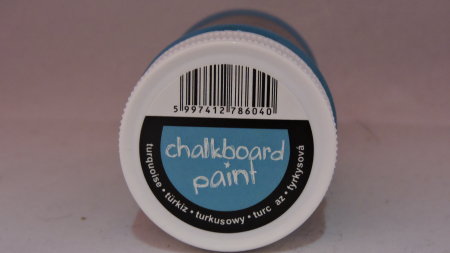 5 997412 786040
chalkboard
paint
turquoise • türkiz • turkusowy • turc az • tyrkysová